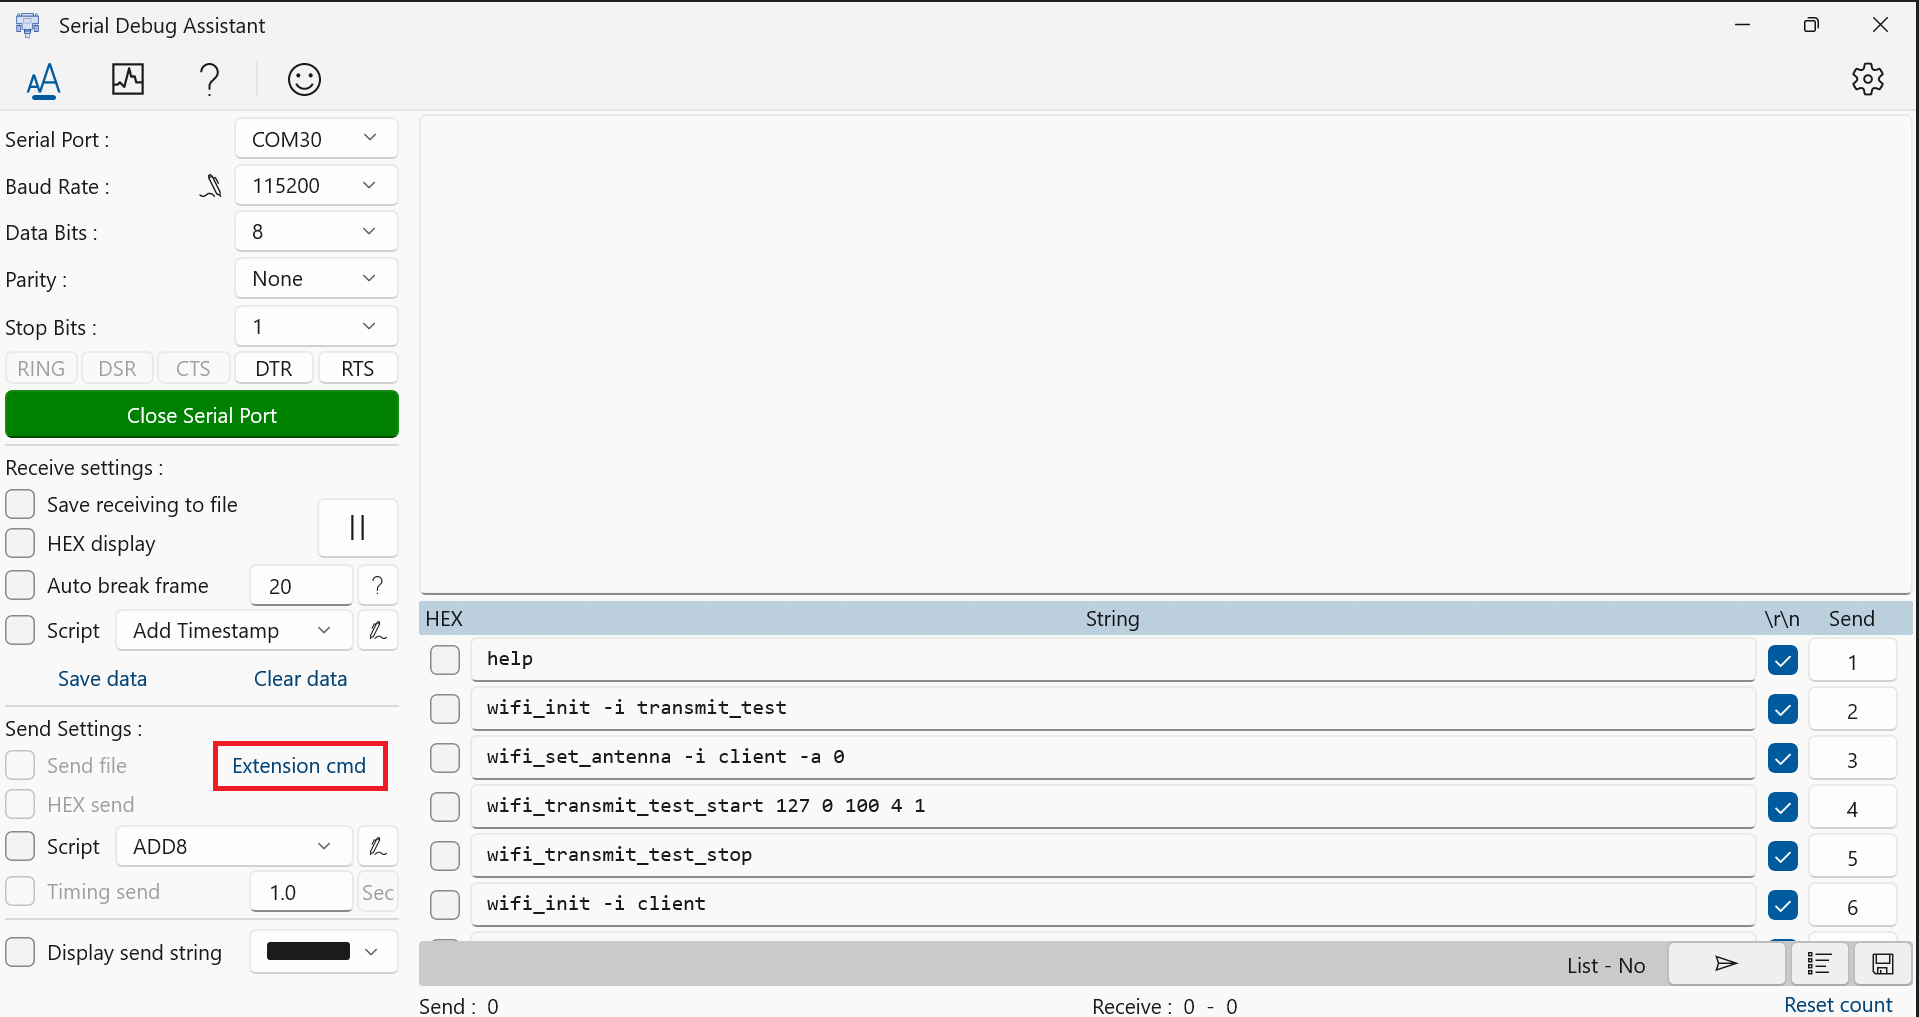 Serial Debug Assistant
AA
?
Serial Port :
COM30
Baud Rate :
115200
Data Bits :
8
Parity :
None
Stop Bits :
1
RING DSR CTS DTR RTS
Close Serial Port
Receive settings :
Save receiving to file
HEX display
Auto break frame 20 ?
Script Add Timestamp
Save data Clear data
Send Settings :
Send file Extension cmd
HEX send
Script ADD8
Timing send 1.0 Sec
Display send string
HEX String \r\n Send
help 1
wifi_init -i transmit_test 2
wifi_set_antenna -i client -a 0 3
wifi_transmit_test_start 127 0 100 4 1 4
wifi_transmit_test_stop 5
wifi_init -i client 6
List - No
Send : 0 Receive : 0 - 0 Reset count